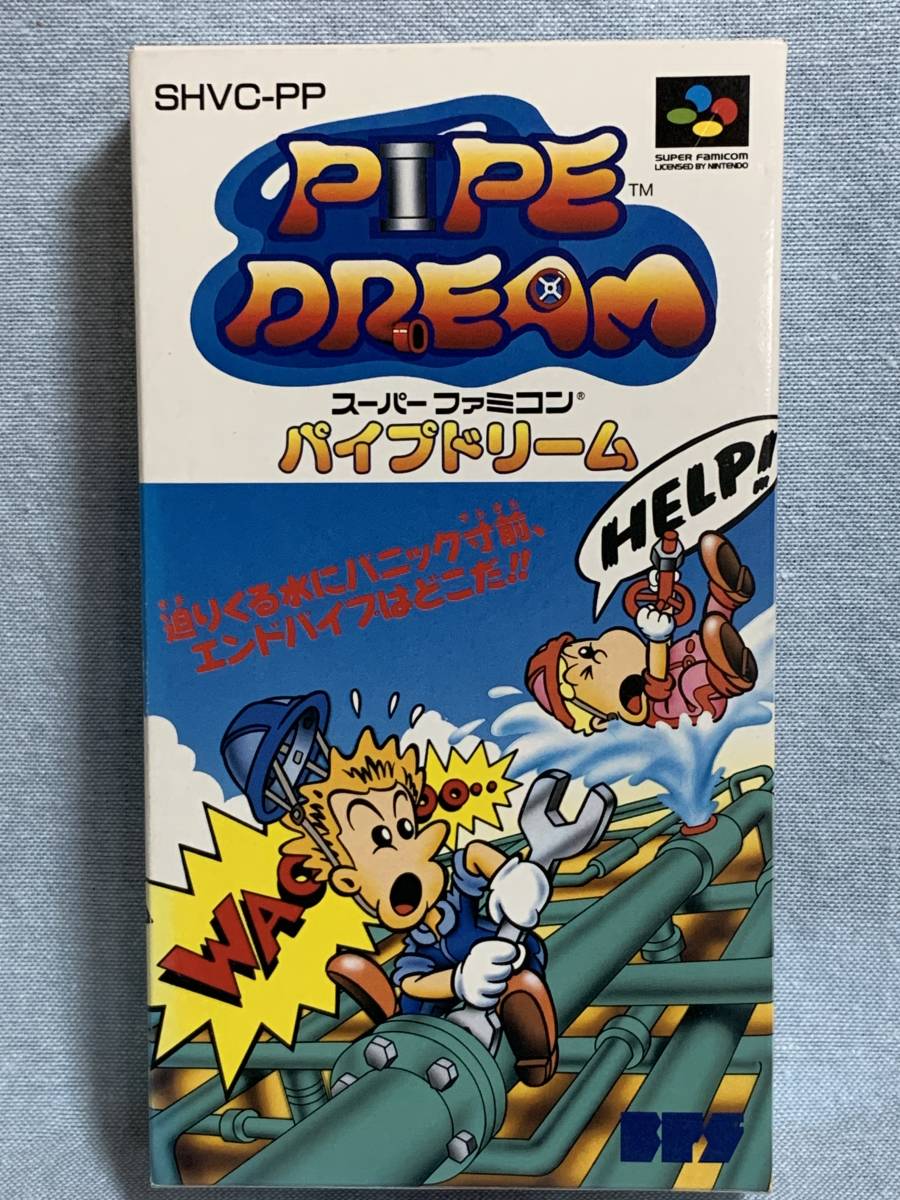 SHVC-PP
SUPER FAMICOM
LICENSED BY NINTENDO
PIPE
TM
DREAM
スーパーファミコン®
パイプドリーム
HELP!!
迫りくる水にパニック寸前、
エンドパイプはどこだ!!
OO..
WAO
BPS